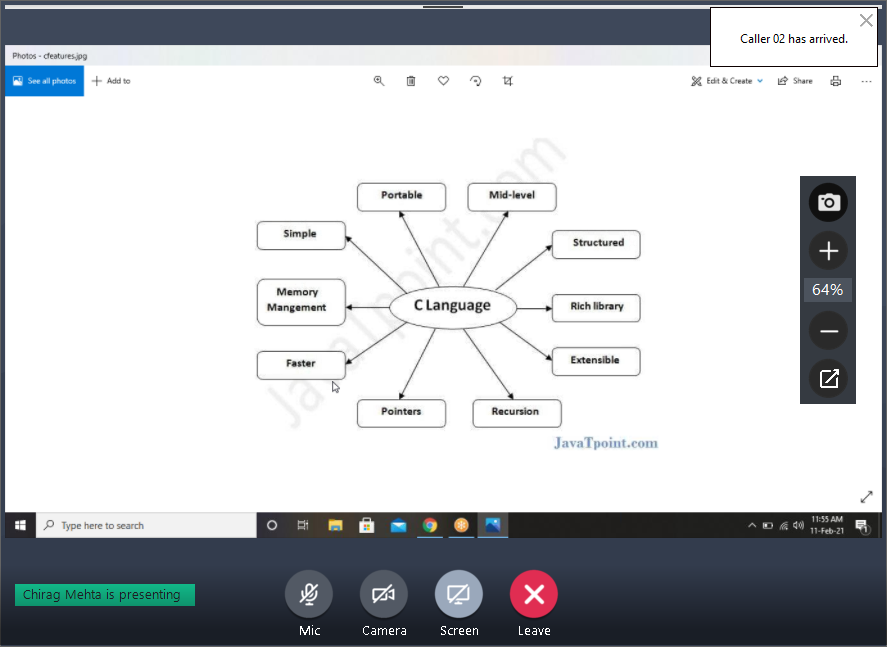 Caller 02 has arrived.
Photos - cfeatures.jpg
See all photos
Add to
Edit & Create
Share
Portable
Mid-level
Simple
Structured
Memory
Mangement
C Language
Rich library
Faster
Extensible
Pointers
Recursion
JavaTpoint.com
JavaTpoint.com
64%
Type here to search
11:55 AM
11-Feb-21
1
Chirag Mehta is presenting
Mic
Camera
Screen
Leave